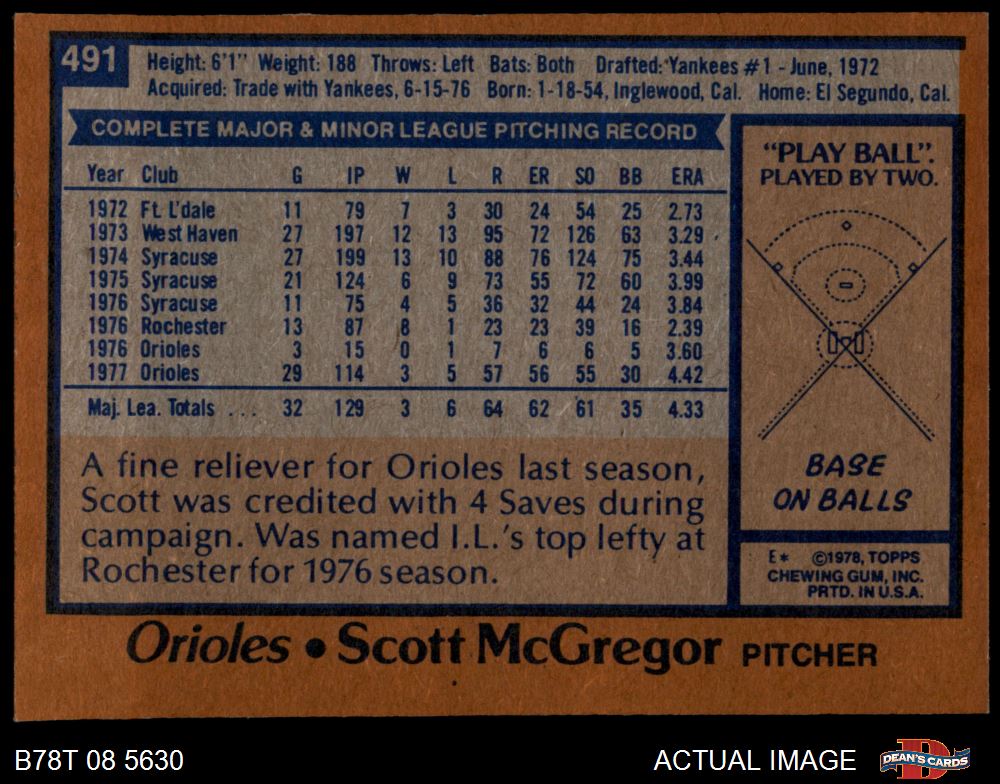 491
Height: 6'1" Weight: 188 Throws: Left Bats: Both Drafted: Yankees #1 - June, 1972
Acquired: Trade with Yankees, 6-15-76 Born: 1-18-54, Inglewood, Cal. Home: El Segundo, Cal.
COMPLETE MAJOR & MINOR LEAGUE PITCHING RECORD
Year Club G IP W L R ER SO BB ERA
1972 Ft. L'dale 11 79 7 3 30 24 54 25 2.73
1973 West Haven 27 197 12 13 95 72 126 63 3.29
1974 Syracuse 27 199 13 10 88 76 124 75 3.44
1975 Syracuse 21 124 6 9 73 55 72 60 3.99
1976 Syracuse 11 75 4 5 36 32 44 24 3.84
1976 Rochester 13 87 8 1 23 23 39 16 2.39
1976 Orioles 3 15 0 1 7 6 6 5 3.60
1977 Orioles 29 114 3 5 57 56 55 30 4.42
Maj. Lea. Totals . . . 32 129 3 6 64 62 61 35 4.33
A fine reliever for Orioles last season,
Scott was credited with 4 Saves during
campaign. Was named I.L.'s top lefty at
Rochester for 1976 season.
"PLAY BALL".
PLAYED BY TWO.
BASE
ON BALLS
E* ©1978, TOPPS
CHEWING GUM, INC.
PRTD. IN U.S.A.
Orioles • Scott McGregor PITCHER
B78T 08 5630
ACTUAL IMAGE
DEAN'S CARDS